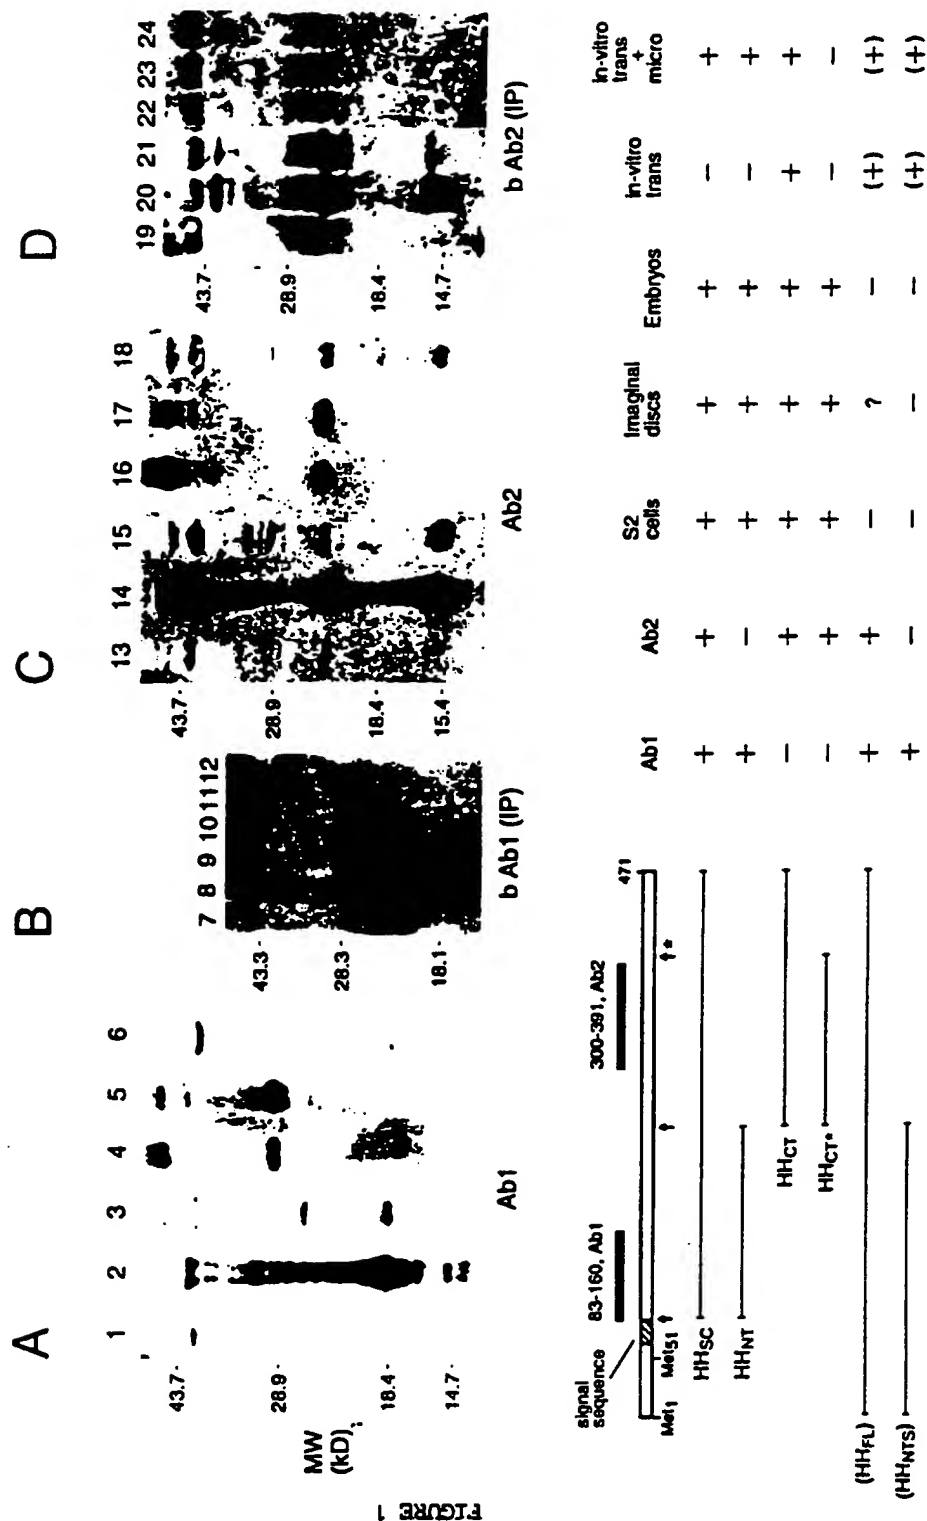 A
1 2 3 4 5 6
MW
(kD)
43.7-
28.9-
18.4-
14.7-
Ab1
B
7 8 9 10 11 12
43.3-
28.3-
18.1-
b Ab1 (IP)
C
13 14 15 16 17 18
43.7-
28.9-
18.4-
15.4-
Ab2
D
19 20 21 22 23 24
43.7-
28.9-
18.4-
14.7-
b Ab2 (IP)
signal
sequence
83-160, Ab1
300-391, Ab2
471
Met1
Met51
*
Ab1 Ab2 S2 cells Imaginal discs Embryos In-vitro trans In-vitro trans + micro
HHSC + + + + + − +
HHNT + − + + + − +
HHCT − + + + + + +
HHCT* − + + + + − −
(HHFL) + + − ? − (+) (+)
(HHNTS) + − − − − (+) (+)
FIGURE 1